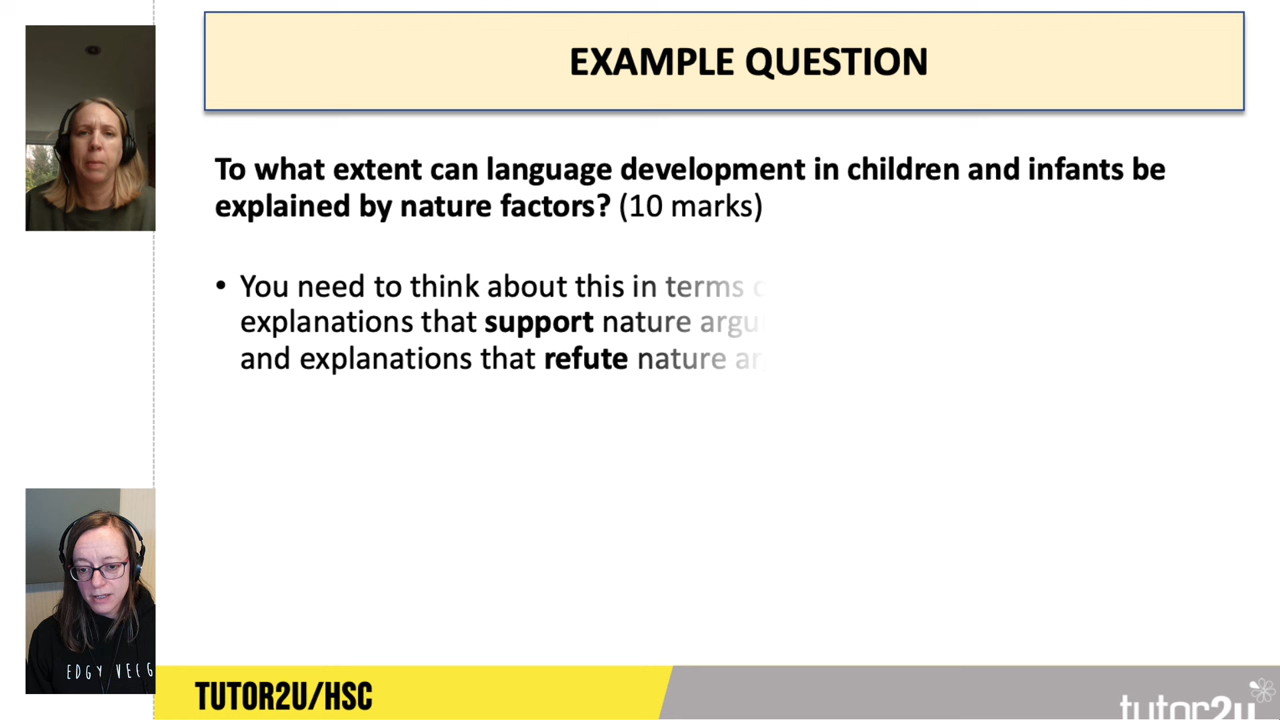 EXAMPLE QUESTION
To what extent can language development in children and infants be
explained by nature factors? (10 marks)
• You need to think about this in terms
explanations that support nature
and explanations that refute nature
EDGY
TUTOR2U/HSC
tutor2u